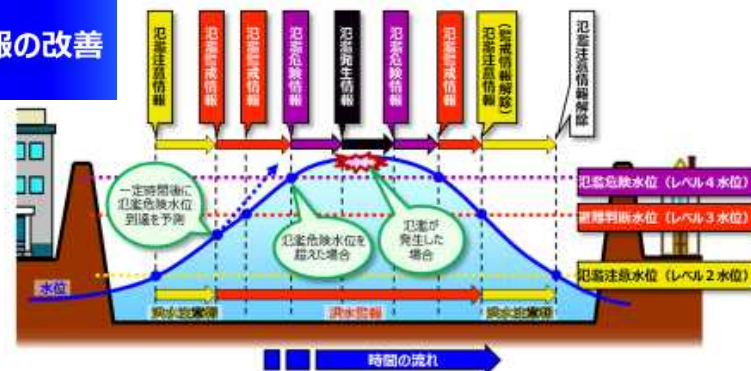 報の改善
氾濫注意情報
氾濫警戒情報
氾濫警戒情報
氾濫危険情報
氾濫発生情報
氾濫危険情報
氾濫警戒情報
氾濫注意情報
(警戒情報解除)
氾濫注意情報解除
一定時間後に
氾濫危険水位
到達を予測
氾濫危険水位を
超えた場合
氾濫が
発生した
場合
氾濫危険水位（レベル４水位）
避難判断水位（レベル３水位）
氾濫注意水位（レベル２水位）
水位
洪水注意報
洪水警報
洪水注意報
時間の流れ